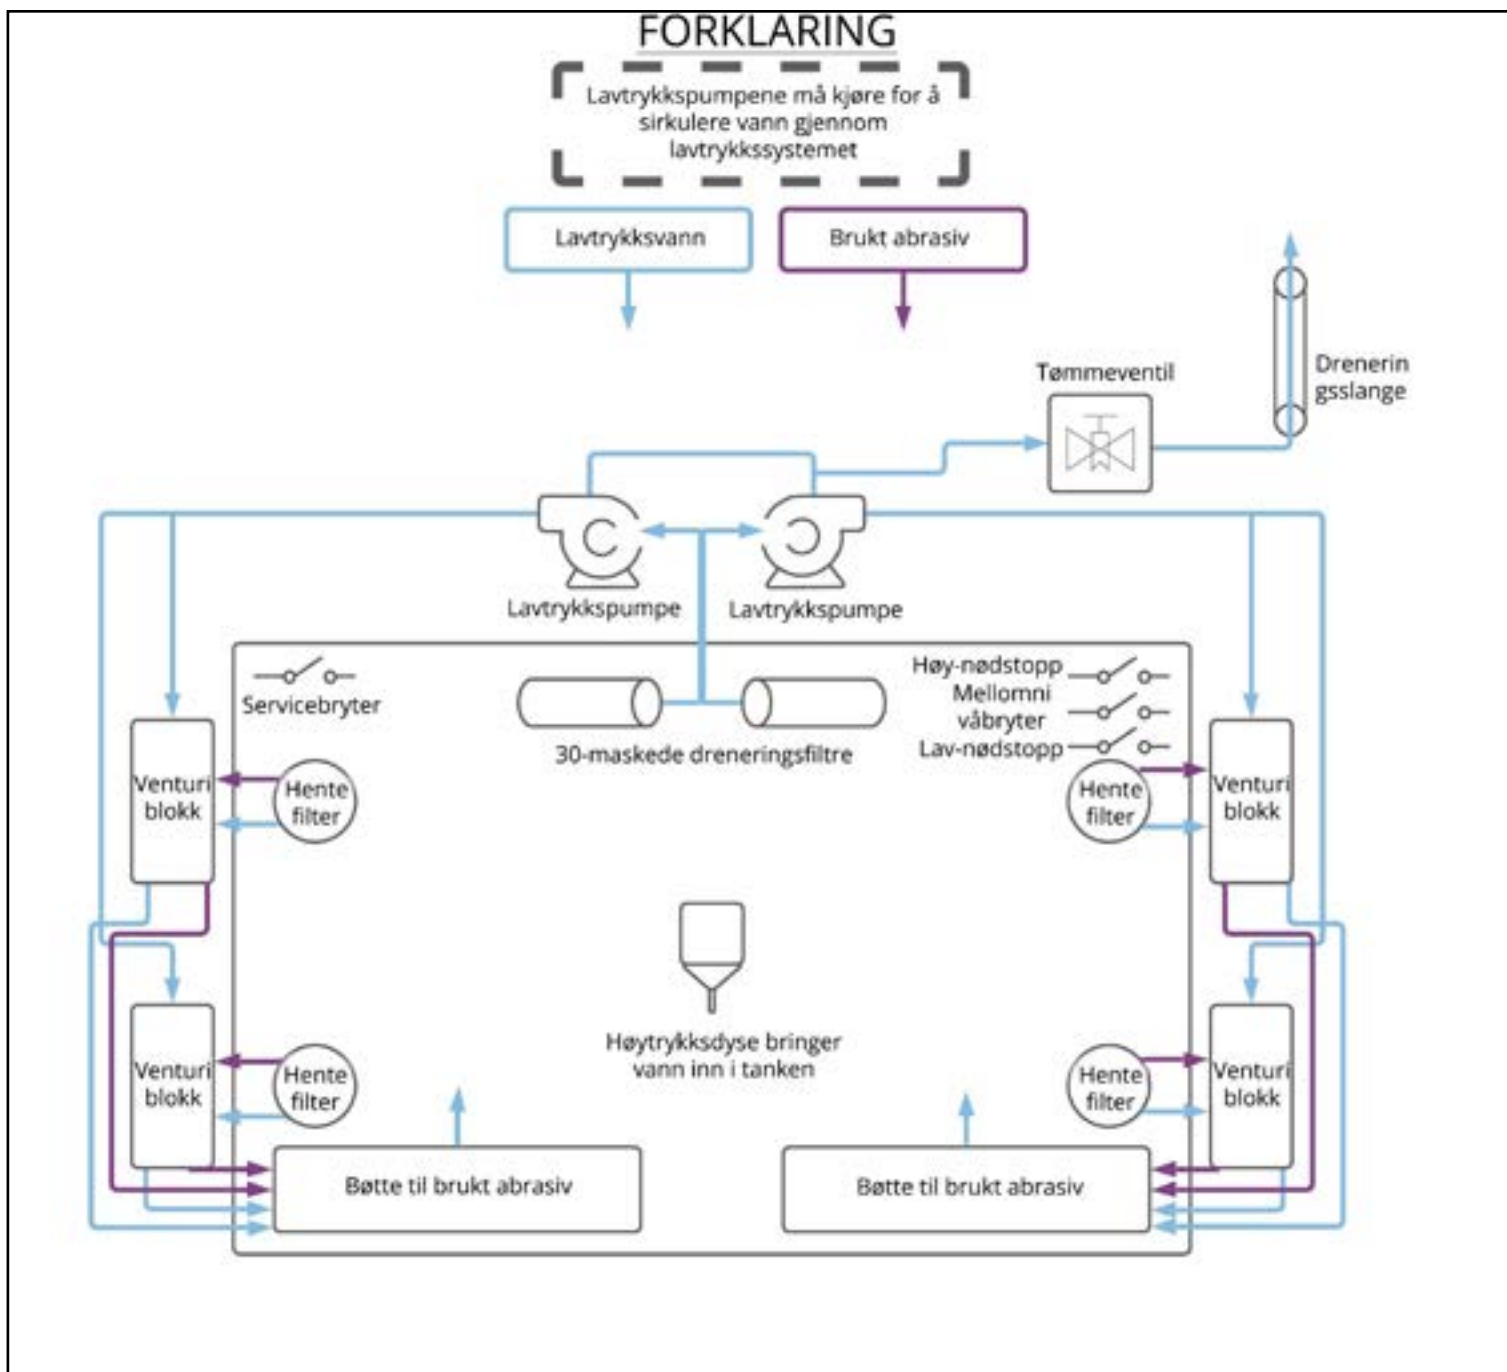 FORKLARING
Lavtrykkspumpene må kjøre for å
sirkulere vann gjennom
lavtrykkssystemet
Lavtrykksvann
Brukt abrasiv
Tømmeventil
Drenerin
gsslange
Lavtrykkspumpe
Lavtrykkspumpe
Servicebryter
30-maskede dreneringsfiltre
Høy-nødstopp
Mellomni
våbryter
Lav-nødstopp
Venturi
blokk
Hente
filter
Hente
filter
Venturi
blokk
Høytrykksdyse bringer
vann inn i tanken
Venturi
blokk
Hente
filter
Hente
filter
Venturi
blokk
Bøtte til brukt abrasiv
Bøtte til brukt abrasiv